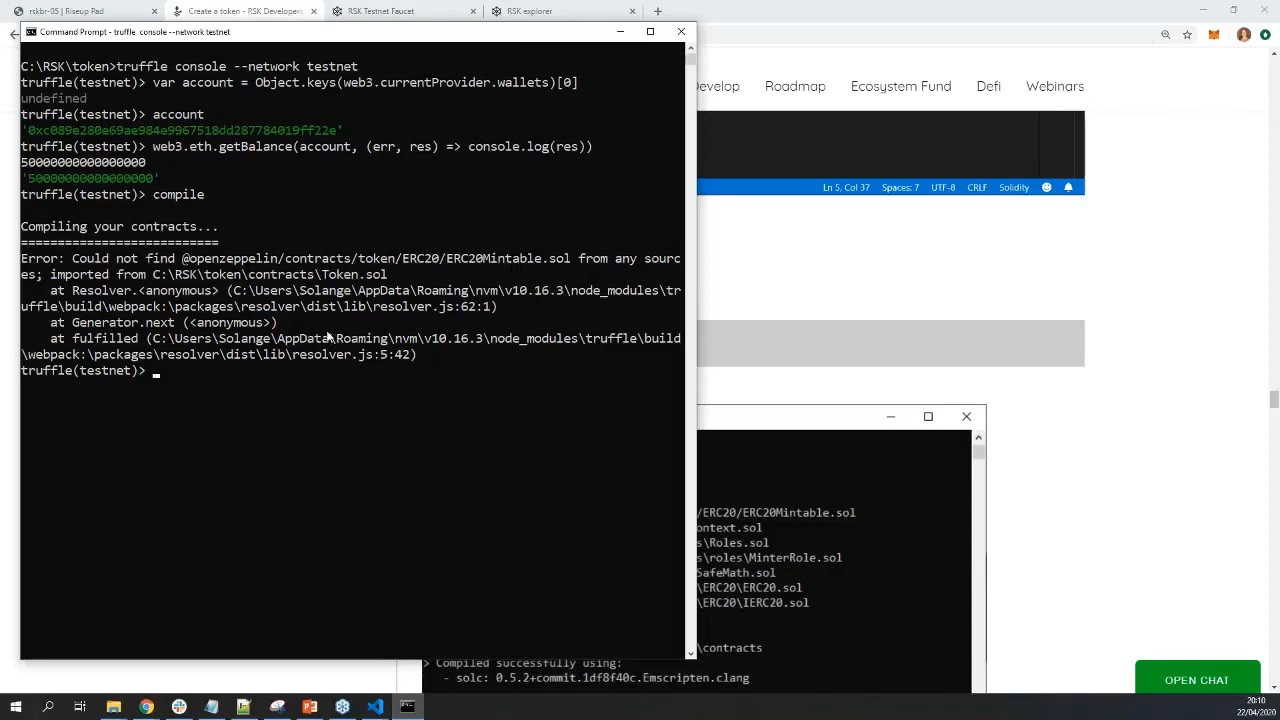 rskbr-05 | Riseup Pad
Create a token - RSK Developers
RSK Testnet Faucet
RSK explorer
Command Prompt - truffle console --network testnet
C:\RSK\token>truffle console --network testnet
truffle(testnet)> var account = Object.keys(web3.currentProvider.wallets)[0]
undefined
truffle(testnet)> account
'0xc089e280e69ae984e9967518dd287784019ff22e'
truffle(testnet)> web3.eth.getBalance(account, (err, res) => console.log(res))
50000000000000000
'50000000000000000'
truffle(testnet)> compile
Compiling your contracts...
===========================
Error: Could not find @openzeppelin/contracts/token/ERC20/ERC20Mintable.sol from any sourc
es; imported from C:\RSK\token\contracts\Token.sol
at Resolver.<anonymous> (C:\Users\Solange\AppData\Roaming\nvm\v10.16.3\node_modules\tr
uffle\build\webpack:\packages\resolver\dist\lib\resolver.js:62:1)
at Generator.next (<anonymous>)
at fulfilled (C:\Users\Solange\AppData\Roaming\nvm\v10.16.3\node_modules\truffle\build
\webpack:\packages\resolver\dist\lib\resolver.js:5:42)
truffle(testnet)>
Develop Roadmap Ecosystem Fund Defi Webinars
Ln 5, Col 37 Spaces: 7 UTF-8 CRLF Solidity
/ERC20/ERC20Mintable.sol
ontext.sol
s\Roles.sol
s\roles\MinterRole.sol
SafeMath.sol
\ERC20\ERC20.sol
\ERC20\IERC20.sol
\contracts
> Compiled successfully using:
- solc: 0.5.2+commit.1df8f40c.Emscripten.clang
OPEN CHAT
20:10
22/04/2020